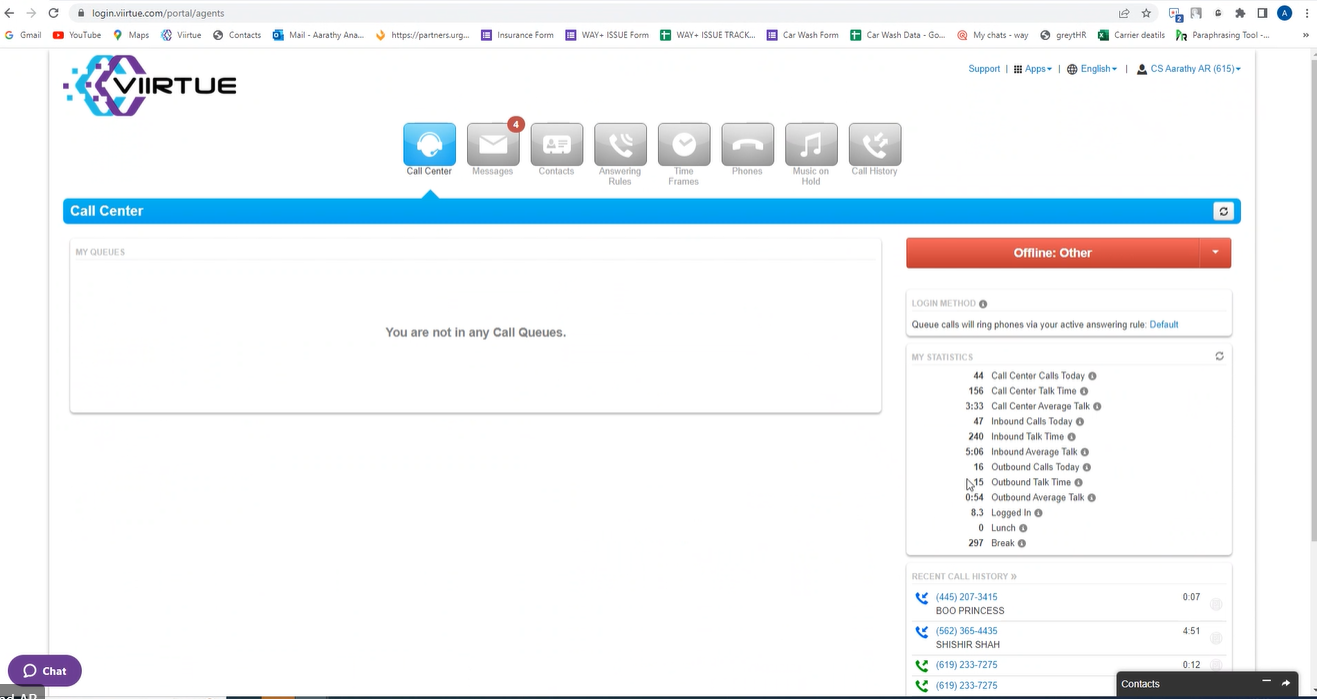 login.viirtue.com/portal/agents
2
A
Gmail YouTube Maps Viirtue Contacts Mail - Aarathy Ana... https://partners.urg... Insurance Form WAY+ ISSUE Form WAY+ ISSUE TRACK... Car Wash Form Car Wash Data - Go... My chats - way greytHR Carrier deatils Paraphrasing Tool -... »
VIIRTUE
Support | Apps | English | CS Aarathy AR (615)
4
Call Center Messages Contacts Answering Rules Time Frames Phones Music on Hold Call History
Call Center
MY QUEUES
You are not in any Call Queues.
Offline: Other
LOGIN METHOD
Queue calls will ring phones via your active answering rule: Default
MY STATISTICS
44 Call Center Calls Today
156 Call Center Talk Time
3:33 Call Center Average Talk
47 Inbound Calls Today
240 Inbound Talk Time
5:06 Inbound Average Talk
16 Outbound Calls Today
15 Outbound Talk Time
0:54 Outbound Average Talk
8.3 Logged In
0 Lunch
297 Break
RECENT CALL HISTORY »
(445) 207-3415 0:07
BOO PRINCESS
(562) 365-4435 4:51
SHISHIR SHAH
(619) 233-7275 0:12
(619) 233-7275
Chat
Contacts